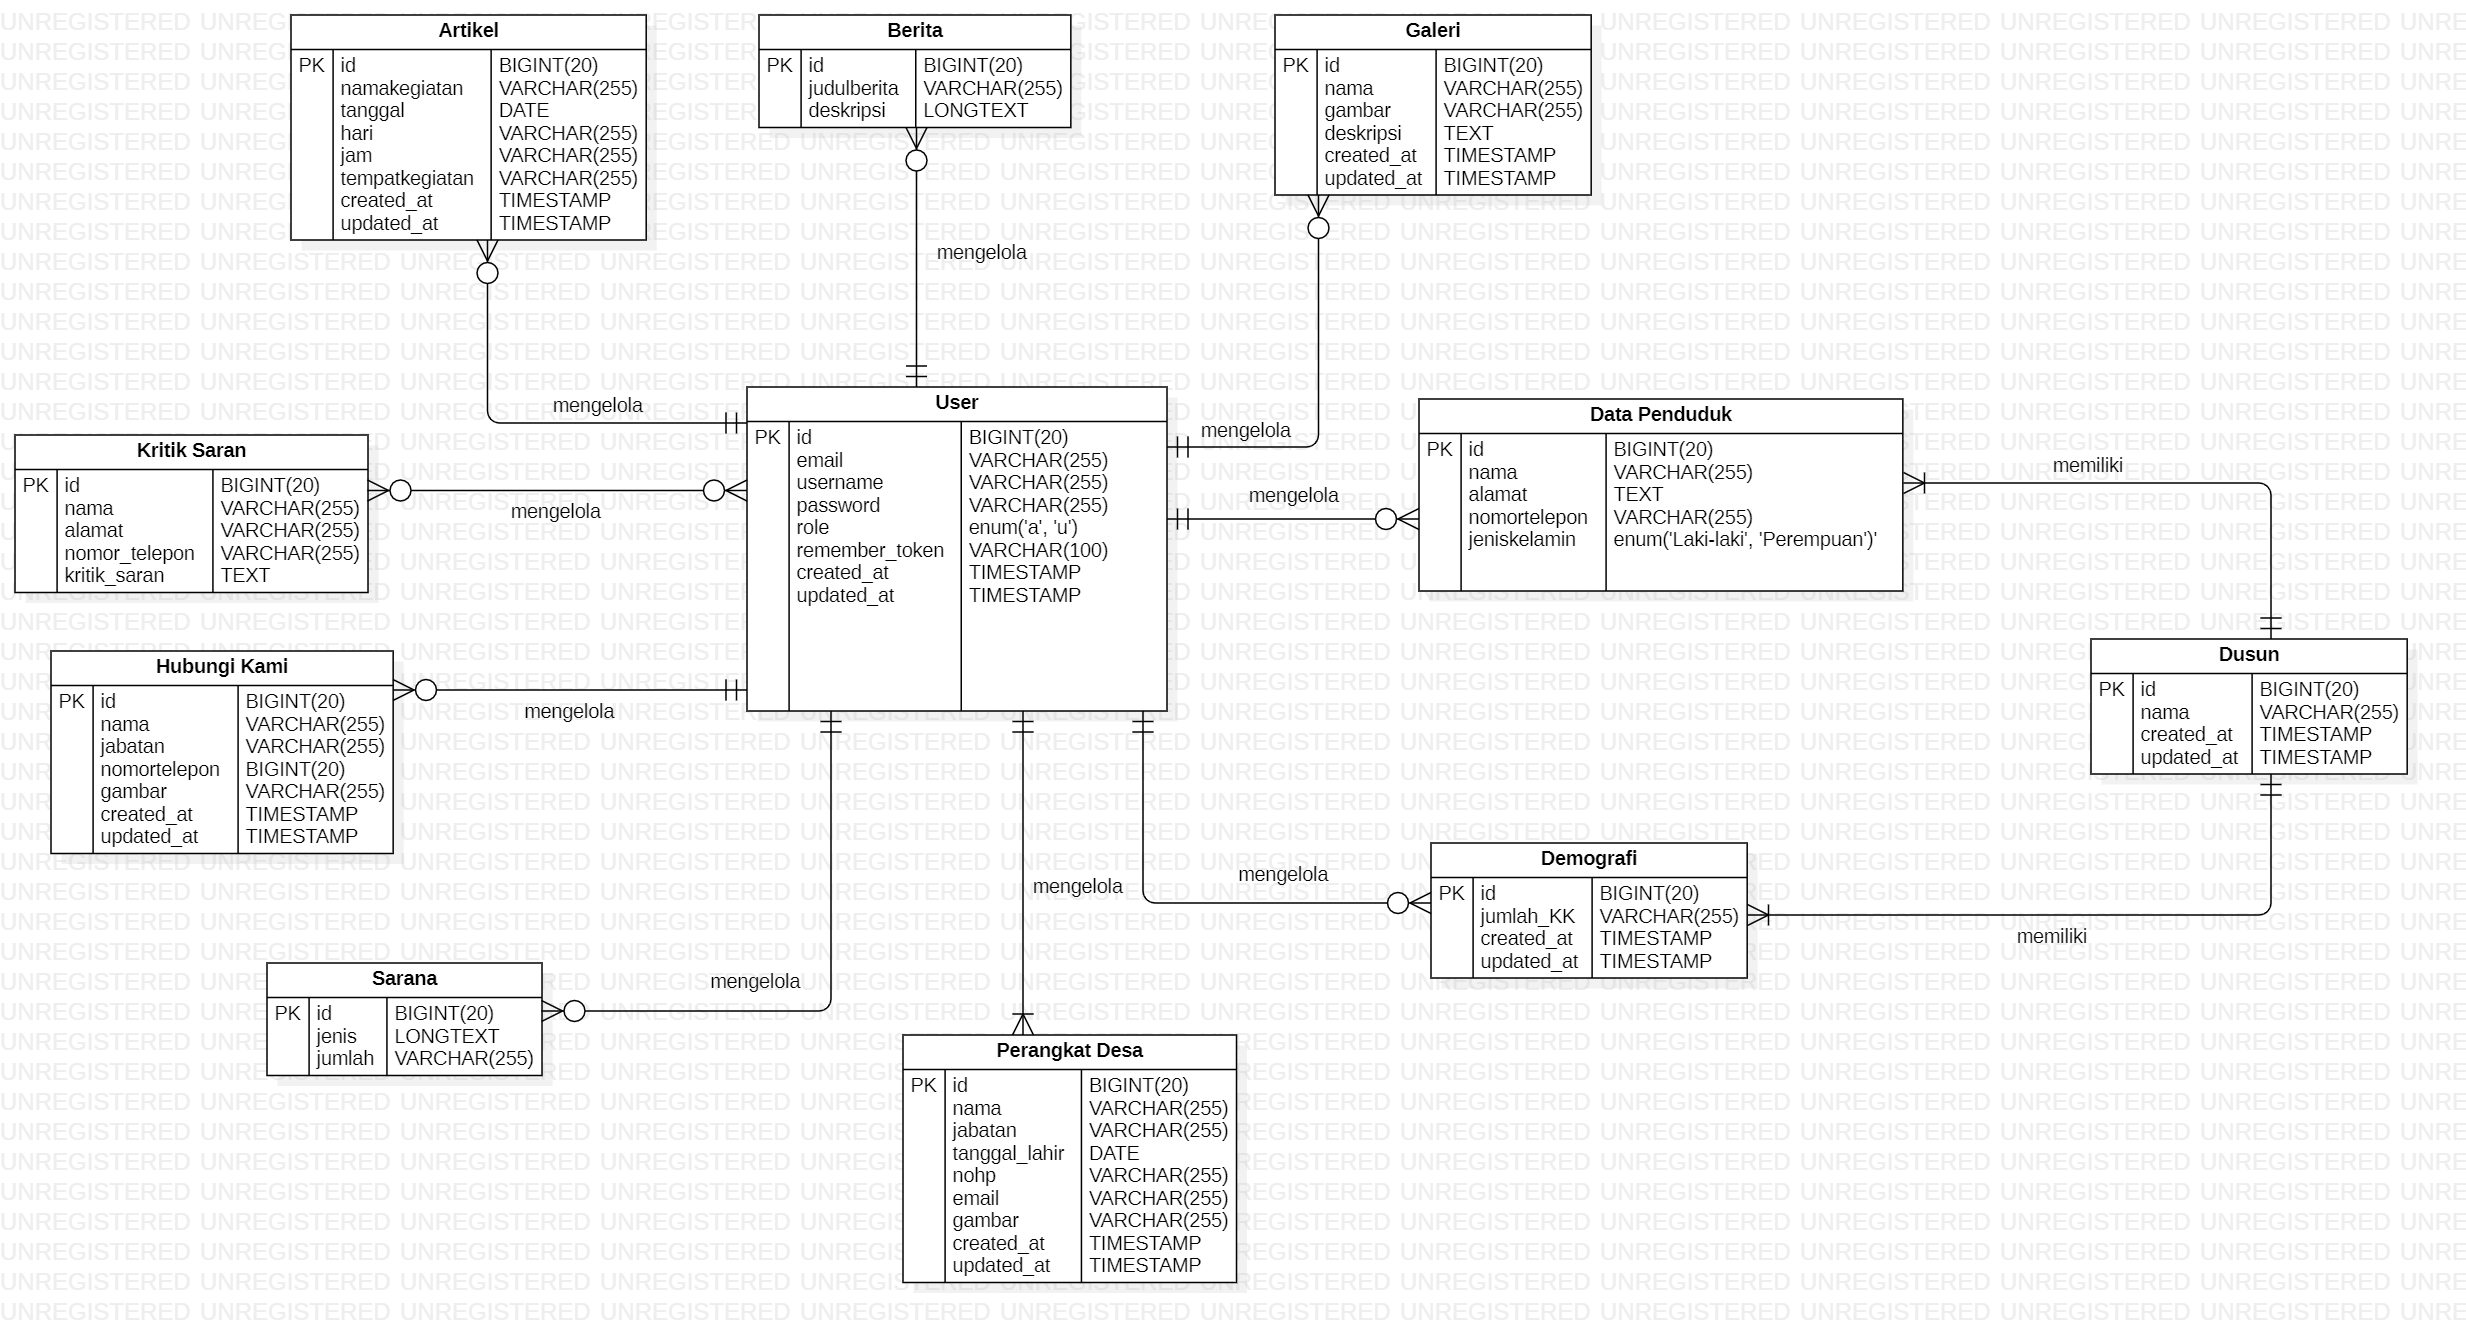 Artikel
PK id BIGINT(20)
namakegiatan VARCHAR(255)
tanggal DATE
hari VARCHAR(255)
jam VARCHAR(255)
tempatkegiatan VARCHAR(255)
created_at TIMESTAMP
updated_at TIMESTAMP
Berita
PK id BIGINT(20)
judulberita VARCHAR(255)
deskripsi LONGTEXT
Galeri
PK id BIGINT(20)
nama VARCHAR(255)
gambar VARCHAR(255)
deskripsi TEXT
created_at TIMESTAMP
updated_at TIMESTAMP
mengelola
mengelola
mengelola
User
PK id BIGINT(20)
email VARCHAR(255)
username VARCHAR(255)
password VARCHAR(255)
role enum('a', 'u')
remember_token VARCHAR(100)
created_at TIMESTAMP
updated_at TIMESTAMP
Kritik Saran
PK id BIGINT(20)
nama VARCHAR(255)
alamat VARCHAR(255)
nomor_telepon VARCHAR(255)
kritik_saran TEXT
mengelola
mengelola
Data Penduduk
PK id BIGINT(20)
nama VARCHAR(255)
alamat TEXT
nomortelepon VARCHAR(255)
jeniskelamin enum('Laki-laki', 'Perempuan')'
memiliki
Hubungi Kami
PK id BIGINT(20)
nama VARCHAR(255)
jabatan VARCHAR(255)
nomortelepon BIGINT(20)
gambar VARCHAR(255)
created_at TIMESTAMP
updated_at TIMESTAMP
mengelola
Dusun
PK id BIGINT(20)
nama VARCHAR(255)
created_at TIMESTAMP
updated_at TIMESTAMP
Demografi
PK id BIGINT(20)
jumlah_KK VARCHAR(255)
created_at TIMESTAMP
updated_at TIMESTAMP
mengelola
mengelola
memiliki
Sarana
PK id BIGINT(20)
jenis LONGTEXT
jumlah VARCHAR(255)
mengelola
Perangkat Desa
PK id BIGINT(20)
nama VARCHAR(255)
jabatan VARCHAR(255)
tanggal_lahir DATE
nohp VARCHAR(255)
email VARCHAR(255)
gambar VARCHAR(255)
created_at TIMESTAMP
updated_at TIMESTAMP
UNREGISTERED